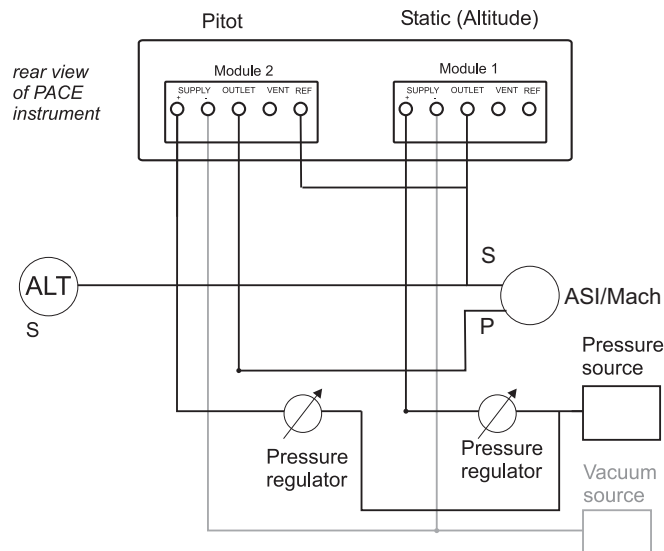 Pitot
Static (Altitude)
rear view
of PACE
instrument
Module 2
SUPPLY OUTLET VENT REF
+ -
Module 1
SUPPLY OUTLET VENT REF
+ -
ALT
S
S
P
ASI/Mach
Pressure
source
Pressure
regulator
Pressure
regulator
Vacuum
source